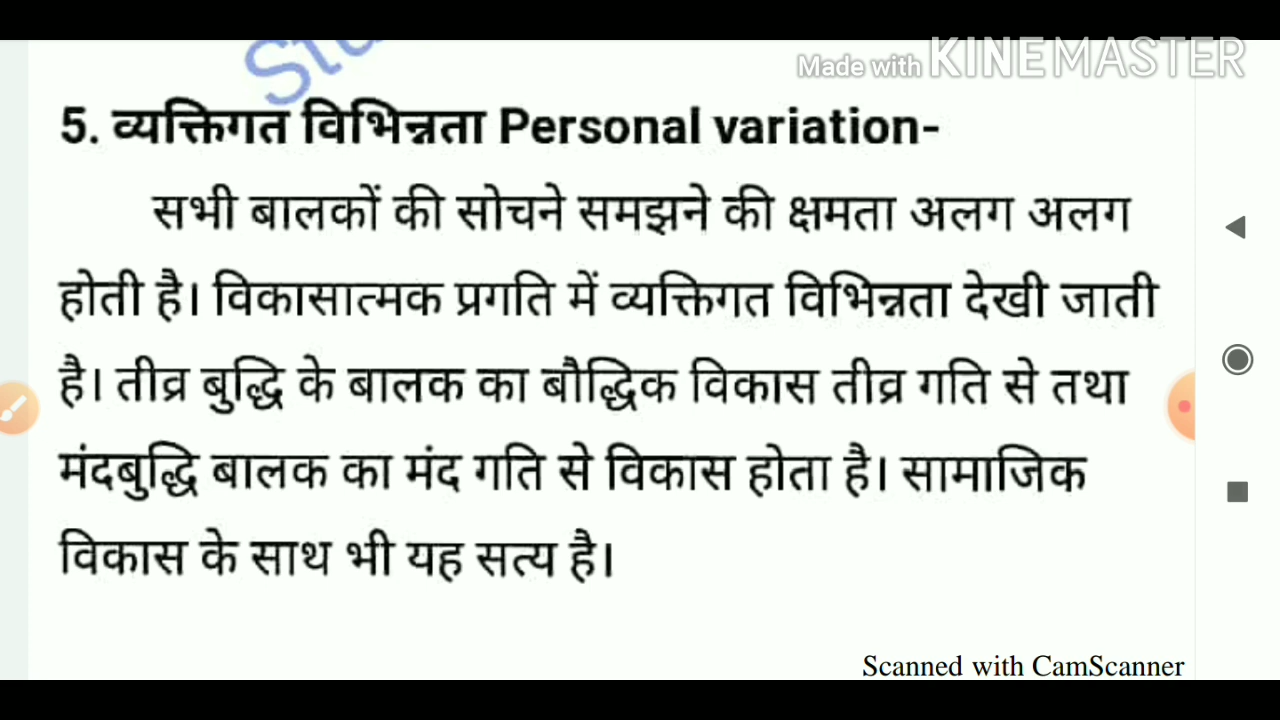 Made with KINEMASTER
5. व्यक्तिगत विभिन्नता Personal variation-
सभी बालकों की सोचने समझने की क्षमता अलग अलग
होती है। विकासात्मक प्रगति में व्यक्तिगत विभिन्नता देखी जाती
है। तीव्र बुद्धि के बालक का बौद्धिक विकास तीव्र गति से तथा
मंदबुद्धि बालक का मंद गति से विकास होता है। सामाजिक
विकास के साथ भी यह सत्य है।
Scanned with CamScanner